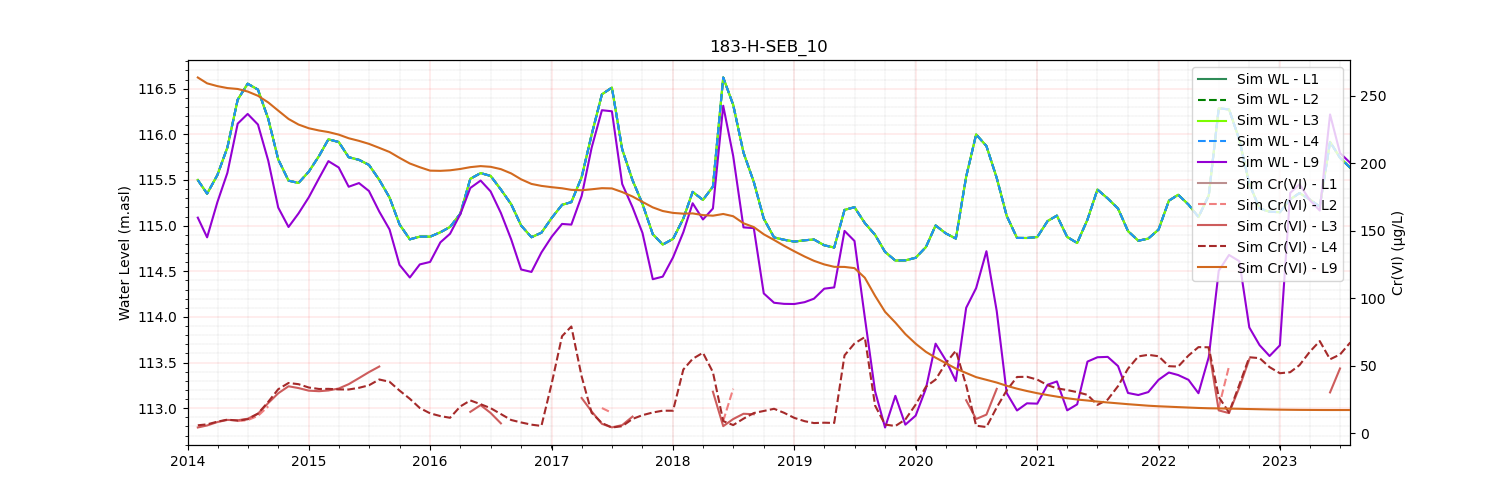 183-H-SEB_10
Water Level (m.asl)
116.5
116.0
115.5
115.0
114.5
114.0
113.5
113.0
Sim WL - L1
Sim WL - L2
Sim WL - L3
Sim WL - L4
Sim WL - L9
Sim Cr(VI) - L1
Sim Cr(VI) - L2
Sim Cr(VI) - L3
Sim Cr(VI) - L4
Sim Cr(VI) - L9
250
200
150
100
50
0
Cr(VI) (μg/L)
2014 2015 2016 2017 2018 2019 2020 2021 2022 2023